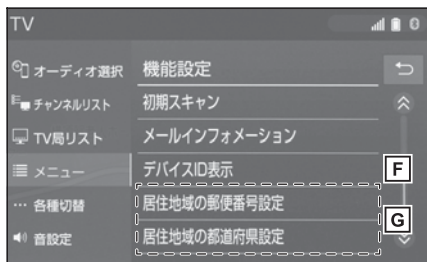 TV
オーディオ選択
チャンネルリスト
TV局リスト
メニュー
各種切替
音設定
機能設定
初期スキャン
メールインフォメーション
デバイスID表示
居住地域の郵便番号設定
居住地域の都道府県設定
F
G